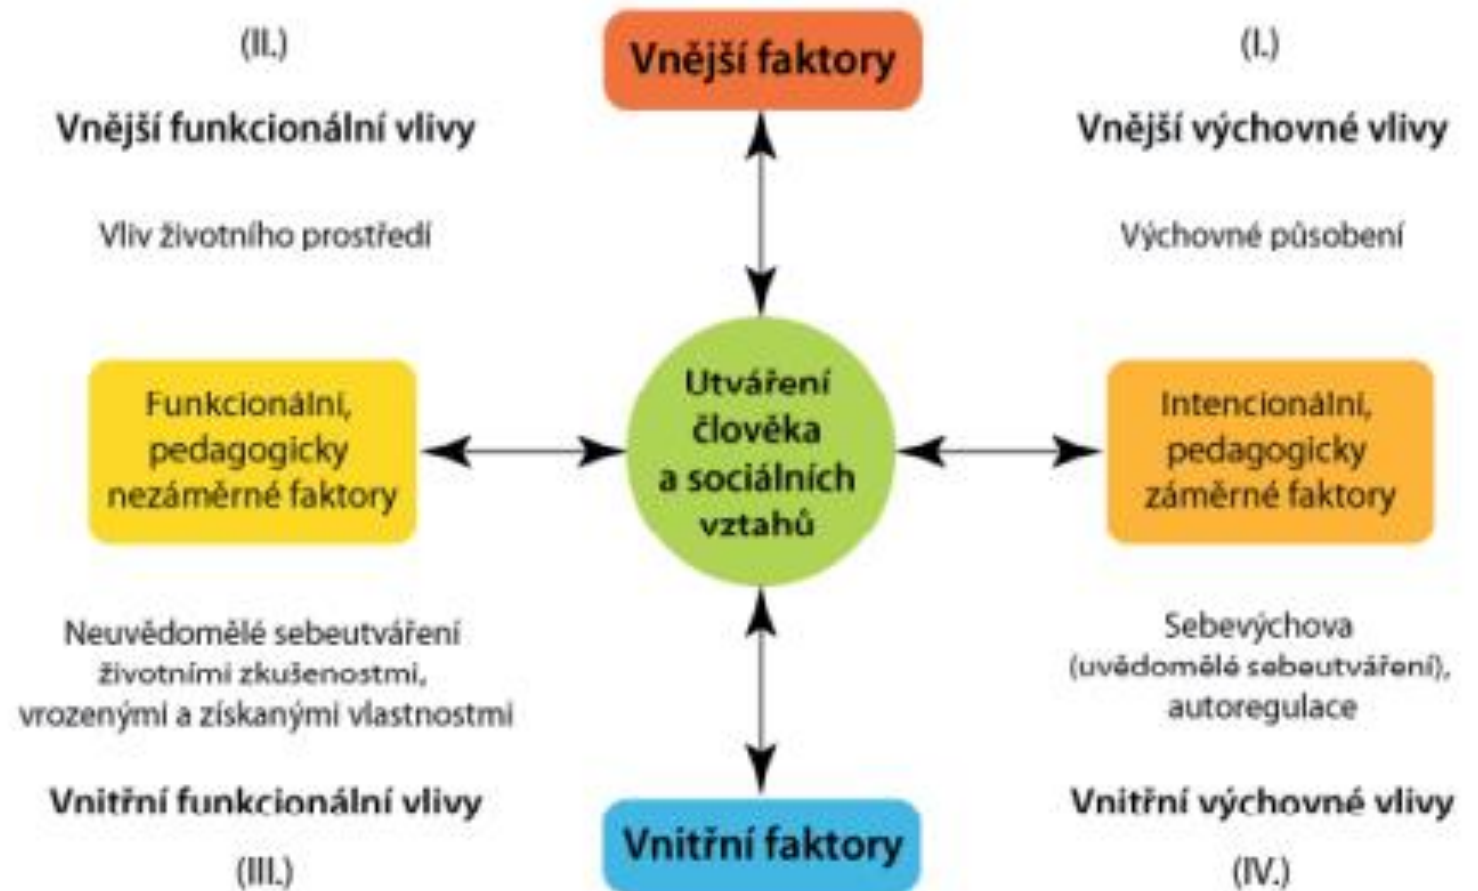 (II.)
Vnější faktory
(I.)
Vnější funkcionální vlivy
Vnější výchovné vlivy
Vliv životního prostředí
Výchovné působení
Funkcionální,
pedagogicky
nezáměrné faktory
Utváření
člověka
a sociálních
vztahů
Intencionální,
pedagogicky
záměrné faktory
Neuvědomělé sebeutváření
životními zkušenostmi,
vrozenými a získanými vlastnostmi
Sebevýchova
(uvědomělé sebeutváření),
autoregulace
Vnitřní funkcionální vlivy
Vnitřní výchovné vlivy
(III.)
Vnitřní faktory
(IV.)